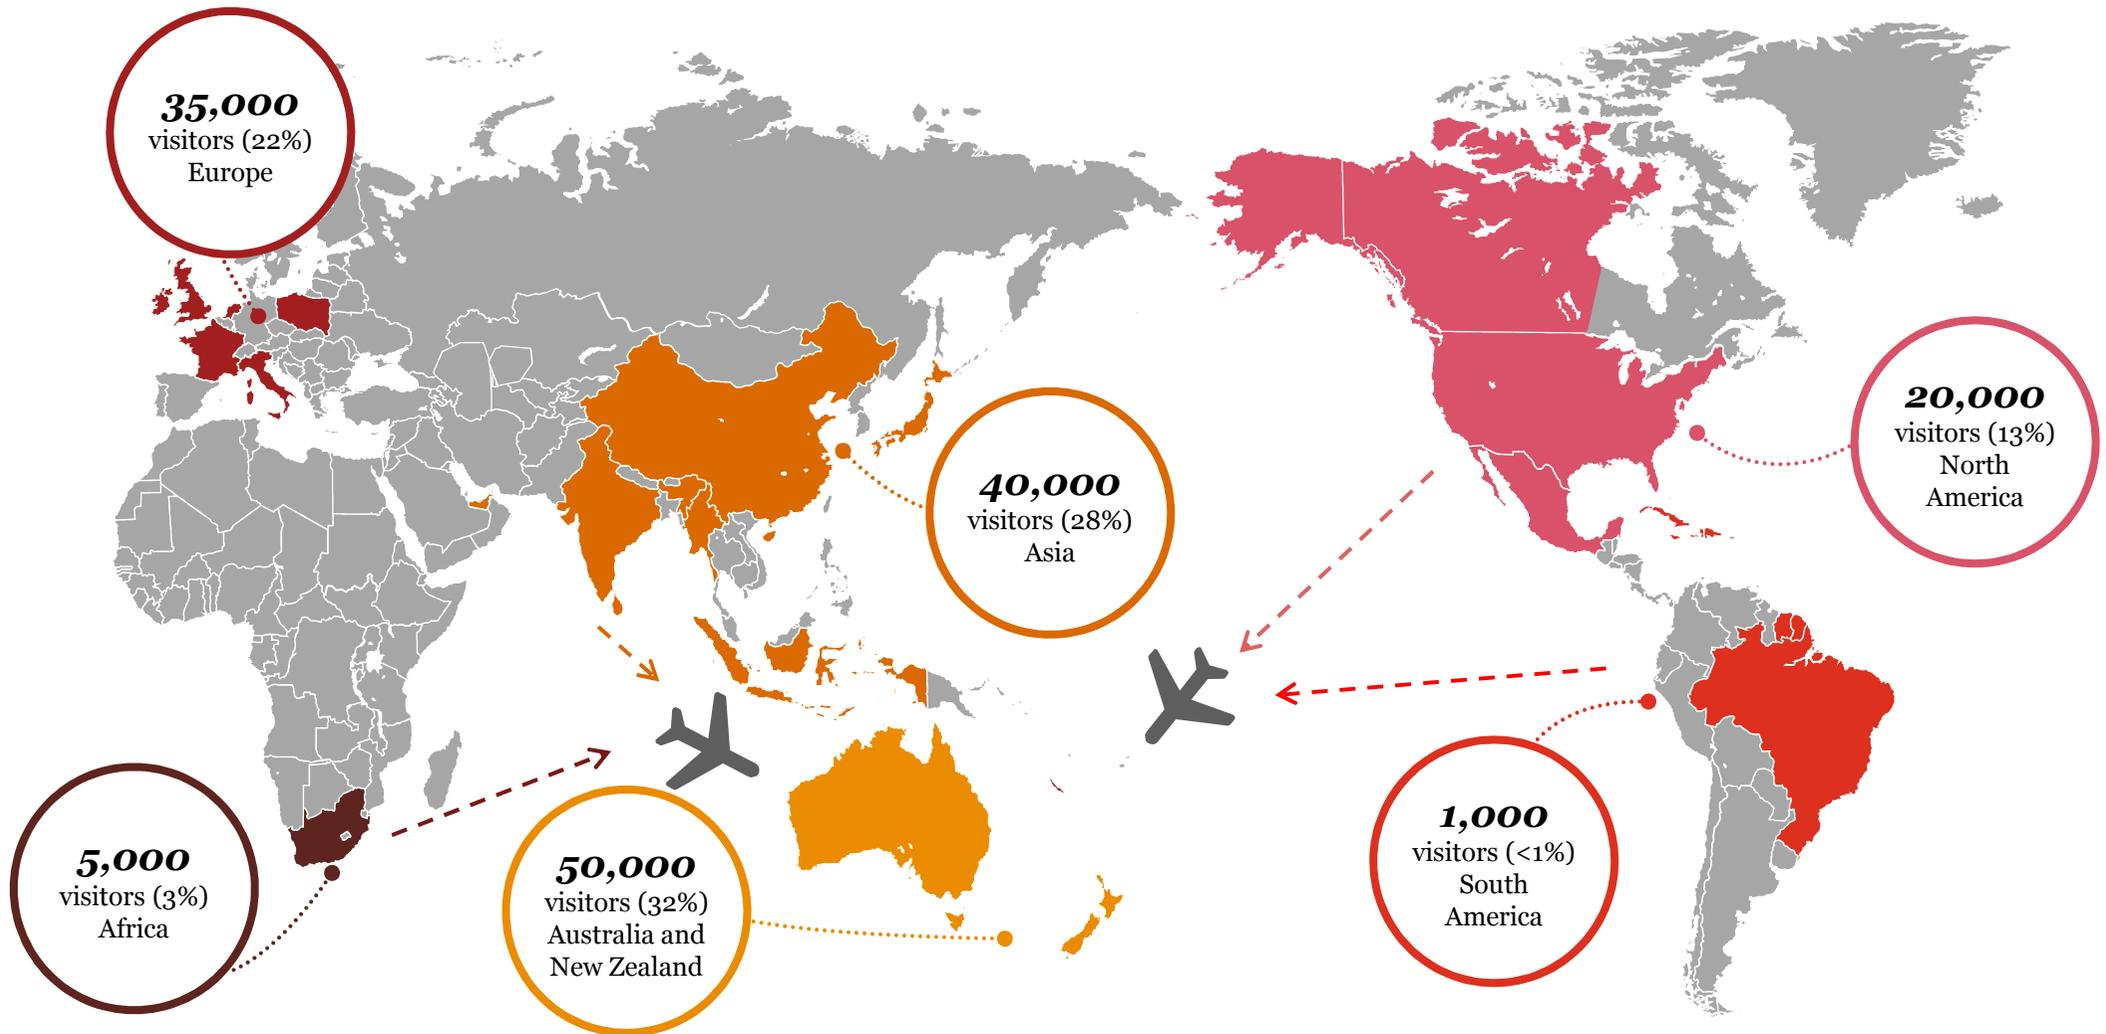 35,000
visitors (22%)
Europe
40,000
visitors (28%)
Asia
20,000
visitors (13%)
North
America
5,000
visitors (3%)
Africa
50,000
visitors (32%)
Australia and
New Zealand
1,000
visitors (<1%)
South
America